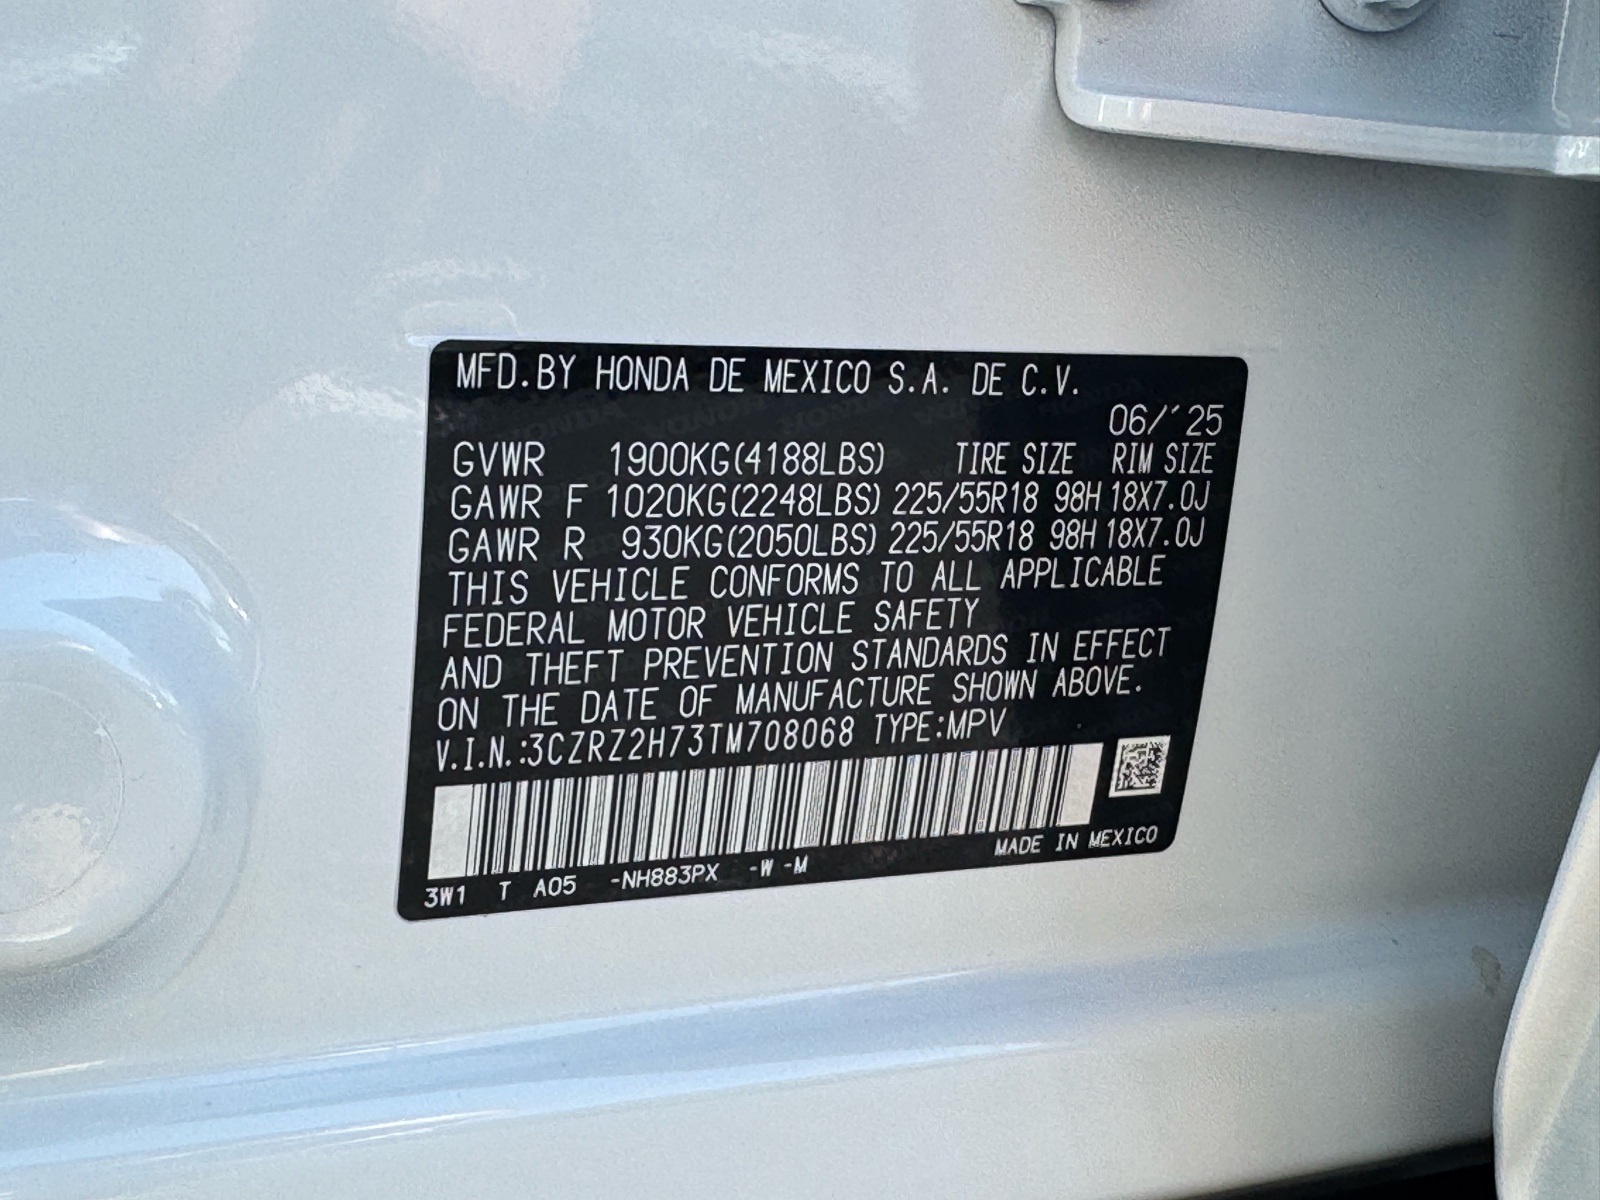 MFD.BY HONDA DE MEXICO S.A. DE C.V.
06/´25
GVWR 1900KG(4188LBS) TIRE SIZE RIM SIZE
GAWR F 1020KG(2248LBS) 225/55R18 98H 18X7.0J
GAWR R 930KG(2050LBS) 225/55R18 98H 18X7.0J
THIS VEHICLE CONFORMS TO ALL APPLICABLE
FEDERAL MOTOR VEHICLE SAFETY
AND THEFT PREVENTION STANDARDS IN EFFECT
ON THE DATE OF MANUFACTURE SHOWN ABOVE.
V.I.N.:3CZRZ2H73TM708068 TYPE:MPV
MADE IN MEXICO
3W1 T A05 -NH883PX -W -M